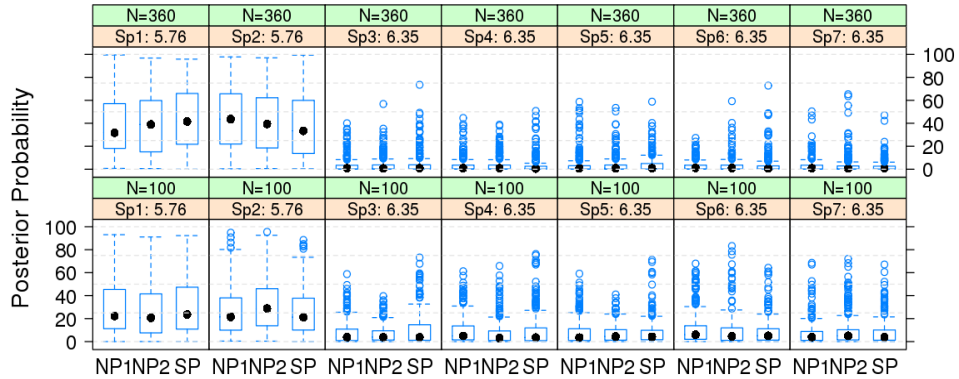 N=360 N=360 N=360 N=360 N=360 N=360 N=360
Sp1: 5.76 Sp2: 5.76 Sp3: 6.35 Sp4: 6.35 Sp5: 6.35 Sp6: 6.35 Sp7: 6.35
100
80
60
40
20
0
N=100 N=100 N=100 N=100 N=100 N=100 N=100
Sp1: 5.76 Sp2: 5.76 Sp3: 6.35 Sp4: 6.35 Sp5: 6.35 Sp6: 6.35 Sp7: 6.35
100
80
60
40
20
0
Posterior Probability
NP1NP2 SP NP1NP2 SP NP1NP2 SP NP1NP2 SP NP1NP2 SP NP1NP2 SP NP1NP2 SP